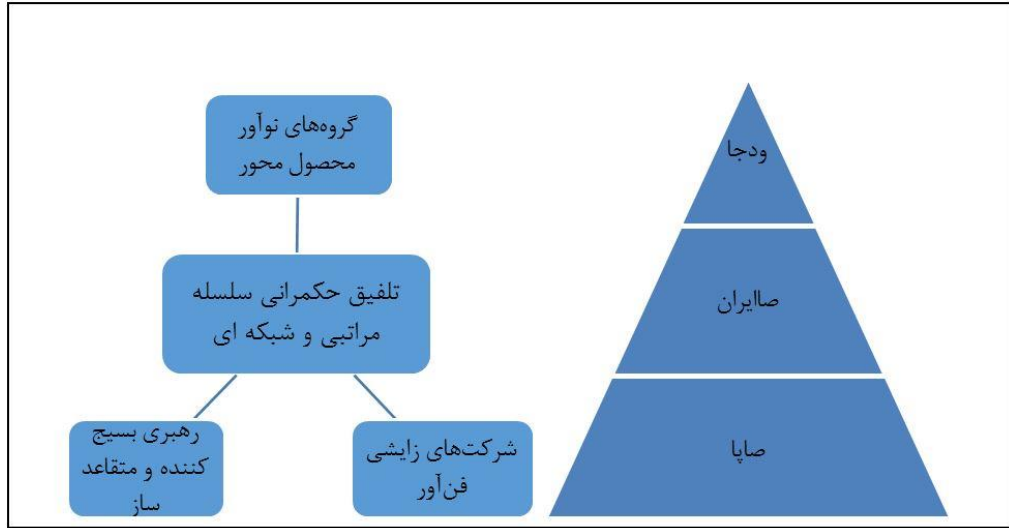 گروه‌های نوآور
محصول محور
تلفیق حکمرانی سلسله
مراتبی و شبکه ای
رهبری بسیج
کننده و متقاعد
ساز
شرکت‌های زایشی
فن‌آور
ودجا
صاایران
صاپا